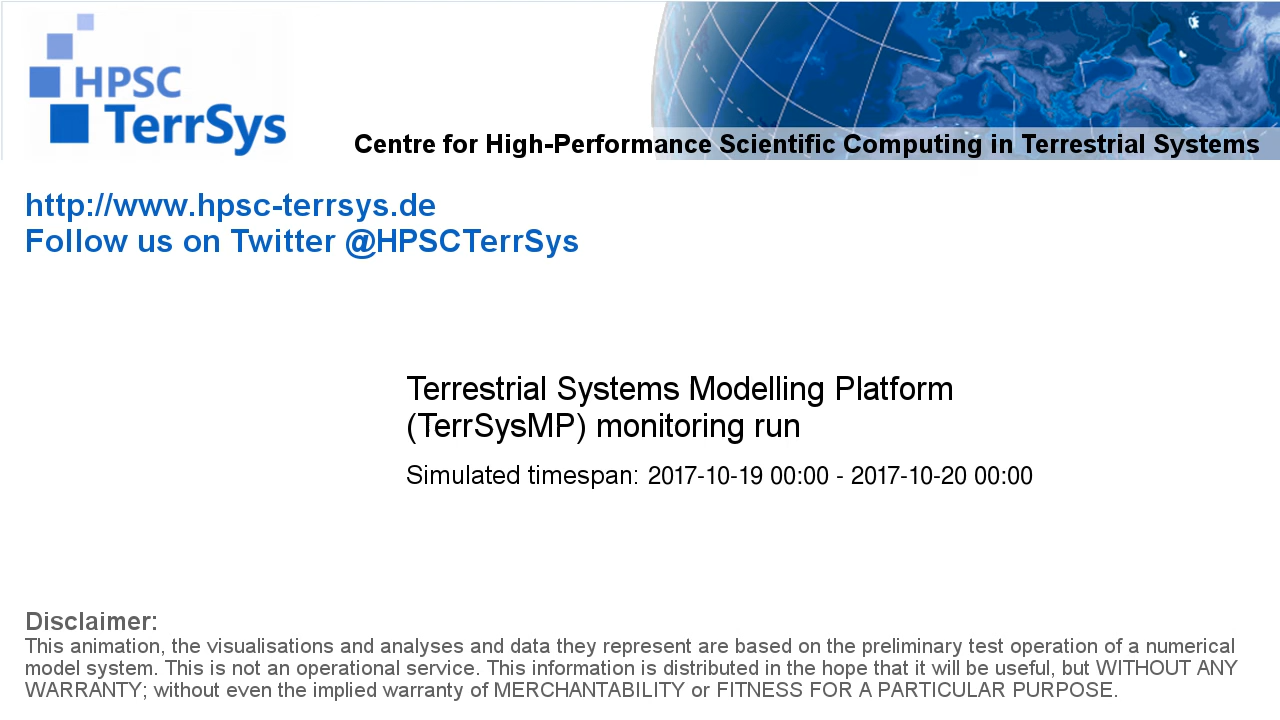 HPSC
TerrSys
Centre for High-Performance Scientific Computing in Terrestrial Systems
http://www.hpsc-terrsys.de
Follow us on Twitter @HPSCTerrSys
Terrestrial Systems Modelling Platform
(TerrSysMP) monitoring run
Simulated timespan: 2017-10-19 00:00 - 2017-10-20 00:00
Disclaimer:
This animation, the visualisations and analyses and data they represent are based on the preliminary test operation of a numerical
model system. This is not an operational service. This information is distributed in the hope that it will be useful, but WITHOUT ANY
WARRANTY; without even the implied warranty of MERCHANTABILITY or FITNESS FOR A PARTICULAR PURPOSE.